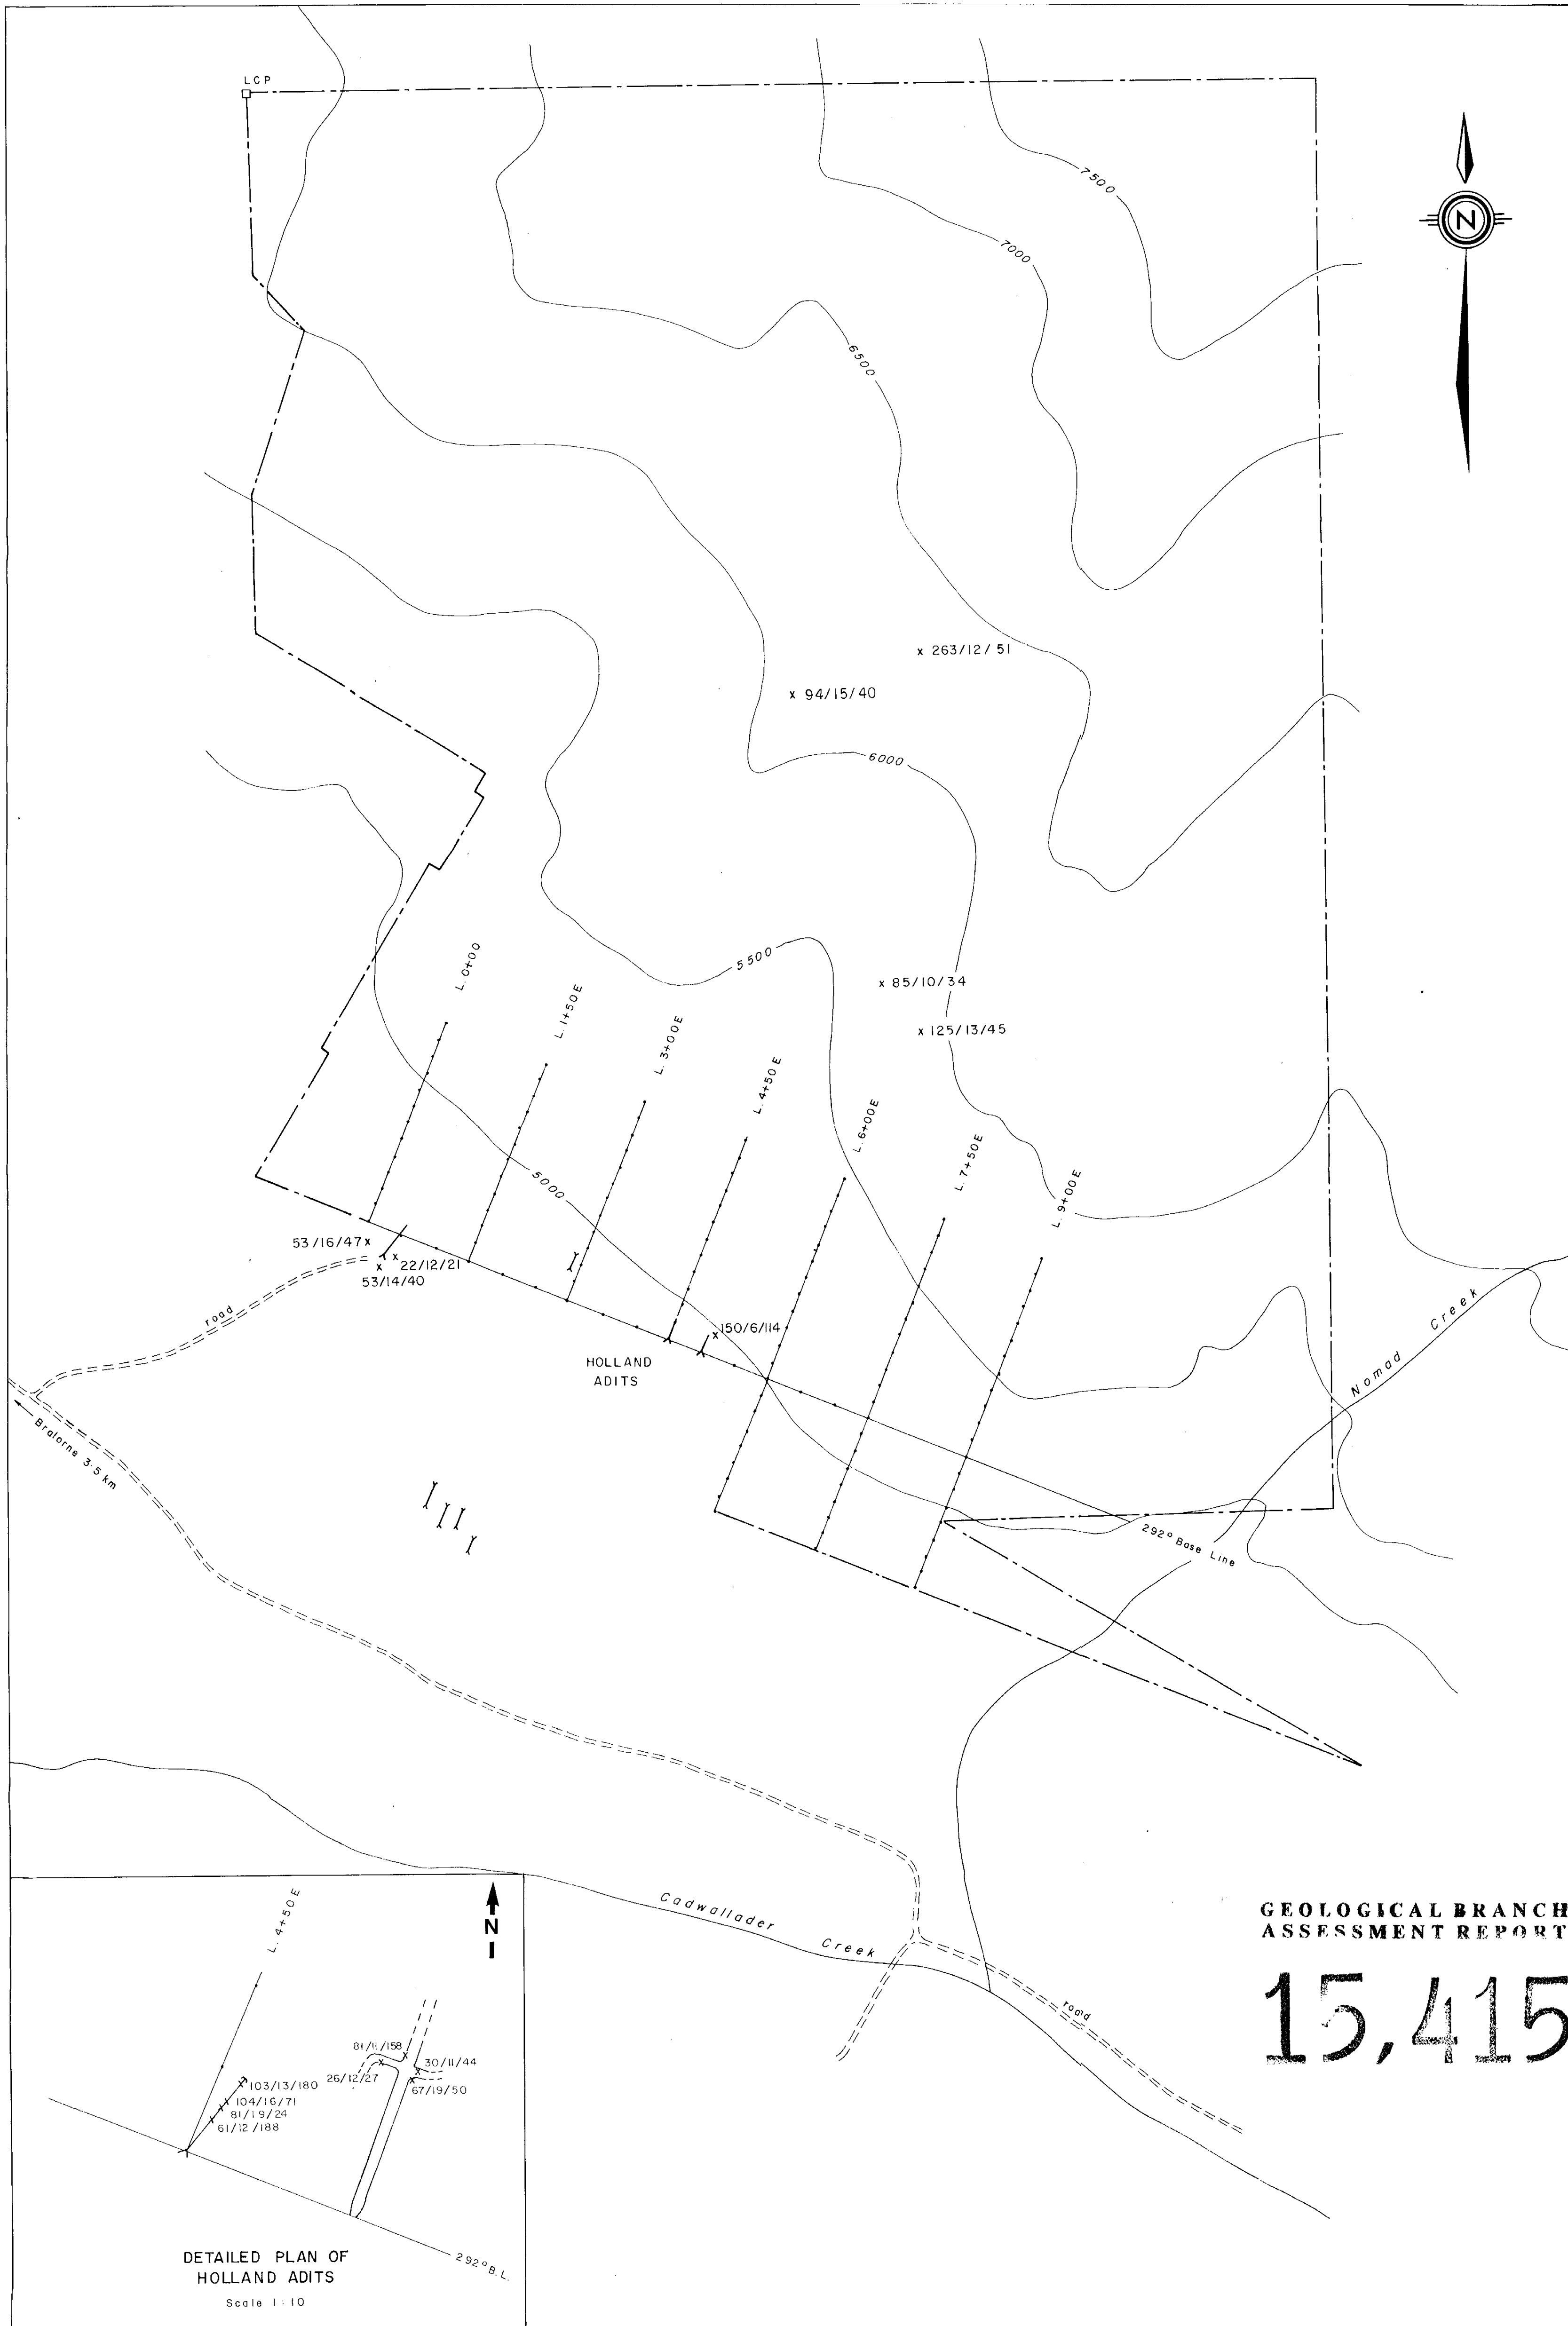 LCP
7500
N
7000
6500
x 263/12/51
x 94/15/40
6000
L. 0+00
5500
x 85/10/34
L. 1+50E
x 125/13/45
L. 3+00E
L. 4+50E
L. 6+00E
L. 7+50E
5000
L. 9+00E
53/16/47 x
x 22/12/21
x
53/14/40
road
x 150/6/114
HOLLAND
ADITS
Nomad Creek
Bralorne 3.5 km
292° Base Line
Cadwallader
Creek
road
GEOLOGICAL BRANCH
ASSESSMENT REPORT
15,415
L. 4+50E
N
81/11/158
30/11/44
26/12/27
67/19/50
103/13/180
104/16/71
81/19/24
61/12/188
292° B.L.
DETAILED PLAN OF
HOLLAND ADITS
Scale 1:10